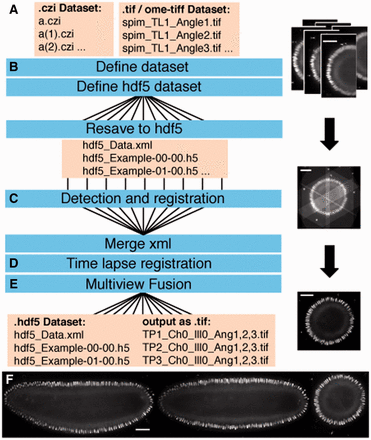 A
.czi Dataset:
a.czi
a(1).czi
a(2).czi ...
.tif / ome-tiff Dataset:
spim_TL1_Angle1.tif
spim_TL1_Angle2.tif
spim_TL1_Angle3.tif ...
B
Define dataset
Define hdf5 dataset
Resave to hdf5
hdf5_Data.xml
hdf5_Example-00-00.h5
hdf5_Example-01-00.h5 ...
C
Detection and registration
Merge xml
D
Time lapse registration
E
Multiview Fusion
.hdf5 Dataset:
hdf5_Data.xml
hdf5_Example-00-00.h5
hdf5_Example-01-00.h5
output as .tif:
TP1_Ch0_Ill0_Ang1,2,3.tif
TP2_Ch0_Ill0_Ang1,2,3.tif
TP3_Ch0_Ill0_Ang1,2,3.tif
F